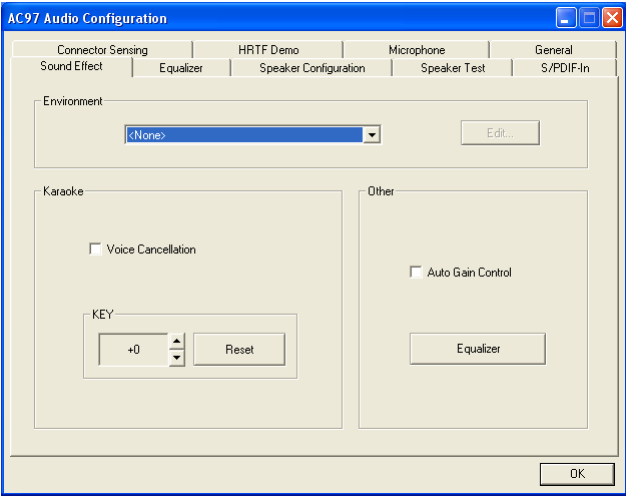 AC97 Audio Configuration
Connector Sensing HRTF Demo Microphone General
Sound Effect Equalizer Speaker Configuration Speaker Test S/PDIF-In
Environment
<None> Edit...
Karaoke Other
Voice Cancellation
Auto Gain Control
KEY
+0 Reset Equalizer
OK